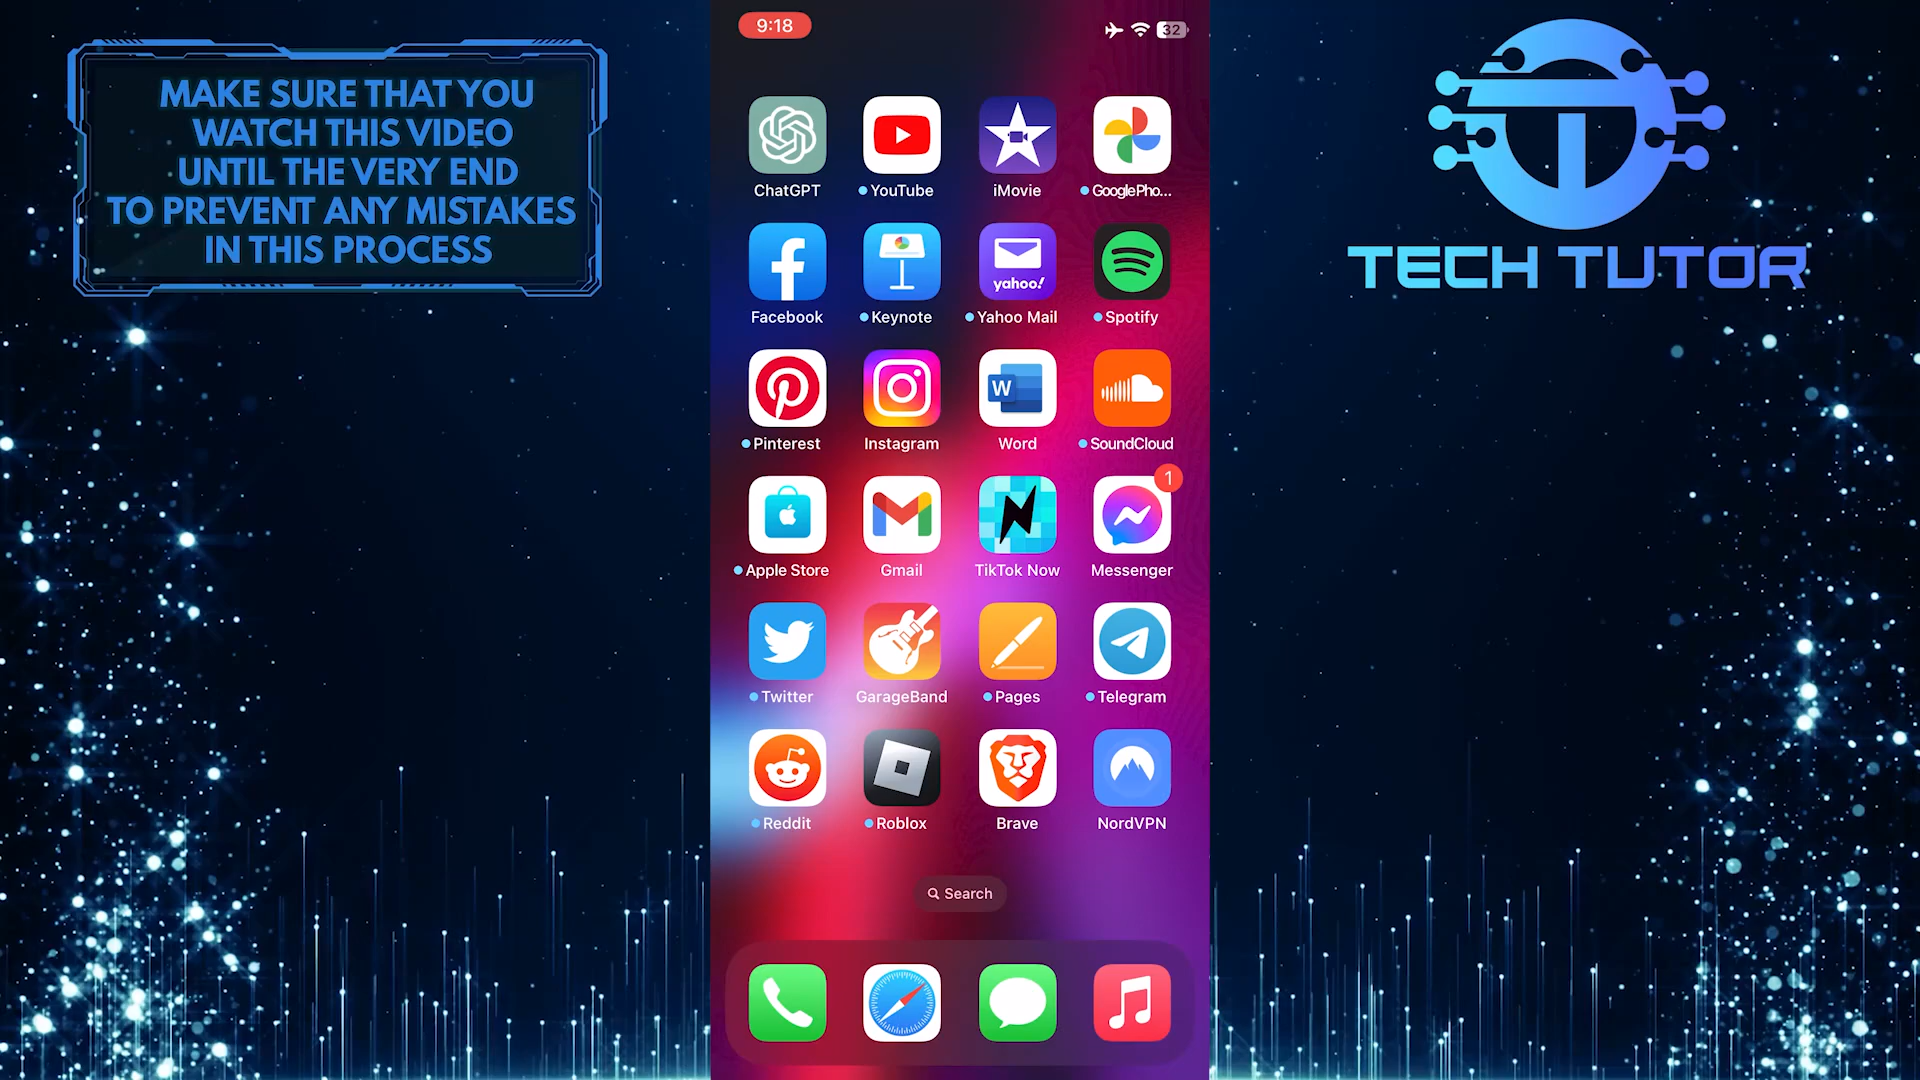 MAKE SURE THAT YOU
WATCH THIS VIDEO
UNTIL THE VERY END
TO PREVENT ANY MISTAKES
IN THIS PROCESS
9:18
32
ChatGPT
YouTube
iMovie
Google Pho...
Facebook
Keynote
yahoo!
Yahoo Mail
Spotify
Pinterest
Instagram
W
Word
SoundCloud
1
Apple Store
Gmail
TikTok Now
Messenger
Twitter
GarageBand
Pages
Telegram
Reddit
Roblox
Brave
NordVPN
Search
TECH TUTOR